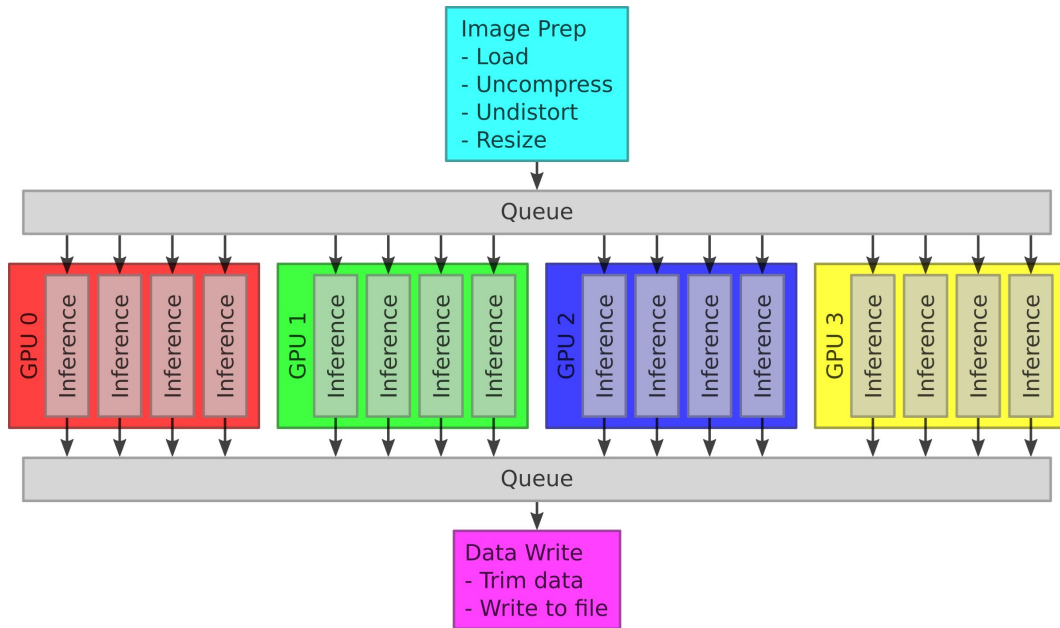 Image Prep
- Load
- Uncompress
- Undistort
- Resize
Queue
GPU 0
Inference
Inference
Inference
Inference
GPU 1
Inference
Inference
Inference
Inference
GPU 2
Inference
Inference
Inference
Inference
GPU 3
Inference
Inference
Inference
Inference
Queue
Data Write
- Trim data
- Write to file